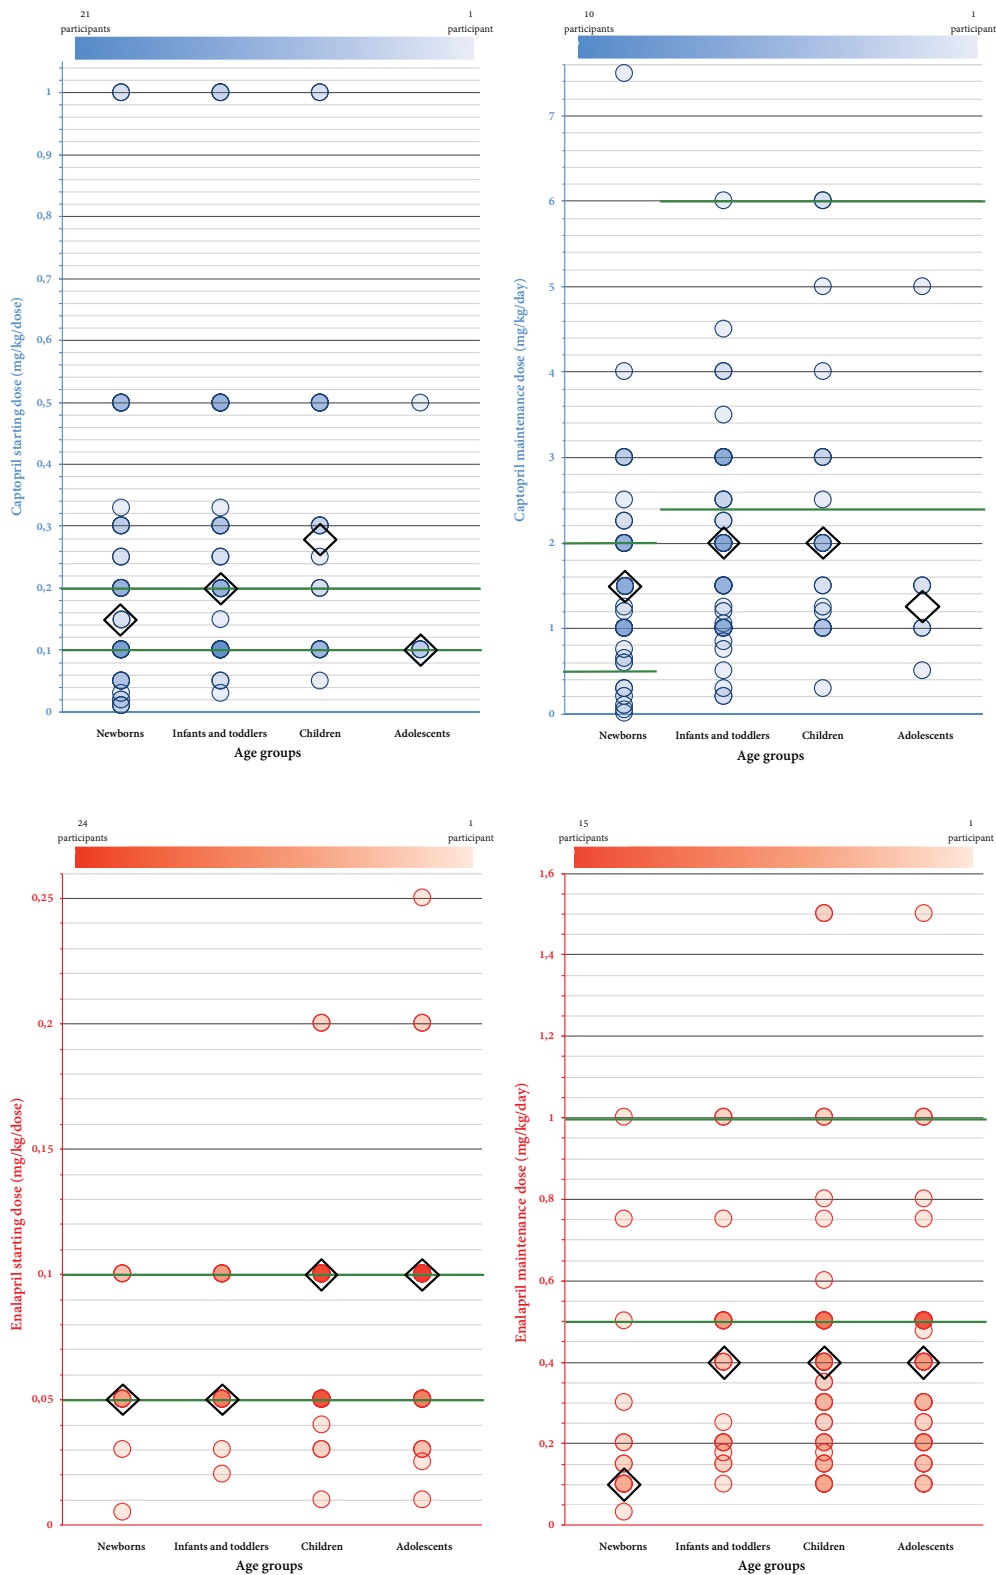 21
participants
1
participant
1
0,9
0,8
0,7
0,6
0,5
0,4
0,3
0,2
0,1
0
Captopril starting dose (mg/kg/dose)
Newborns
Infants and toddlers
Children
Adolescents
Age groups
10
participants
1
participant
7
6
5
4
3
2
1
0
Captopril maintenance dose (mg/kg/day)
Newborns
Infants and toddlers
Children
Adolescents
Age groups
24
participants
1
participant
0,25
0,2
0,15
0,1
0,05
0
Enalapril starting dose (mg/kg/dose)
Newborns
Infants and toddlers
Children
Adolescents
Age groups
15
participants
1
participant
1,6
1,4
1,2
1
0,8
0,6
0,4
0,2
0
Enalapril maintenance dose (mg/kg/day)
Newborns
Infants and toddlers
Children
Adolescents
Age groups